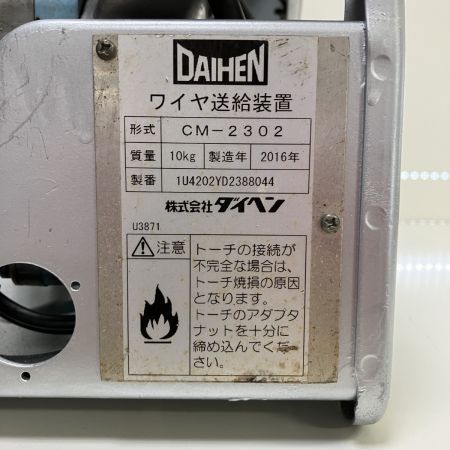 DAIHEN
ワイヤ送給装置
形式 CM-2302
質量 10kg 製造年 2016年
製番 1U4202YD2388044
株式会社ダイヘン
U3871
注意
トーチの接続が
不完全な場合は、
トーチ焼損の原因
となります。
トーチのアダプタ
ナットを十分に
締め込んでくだ
さい。